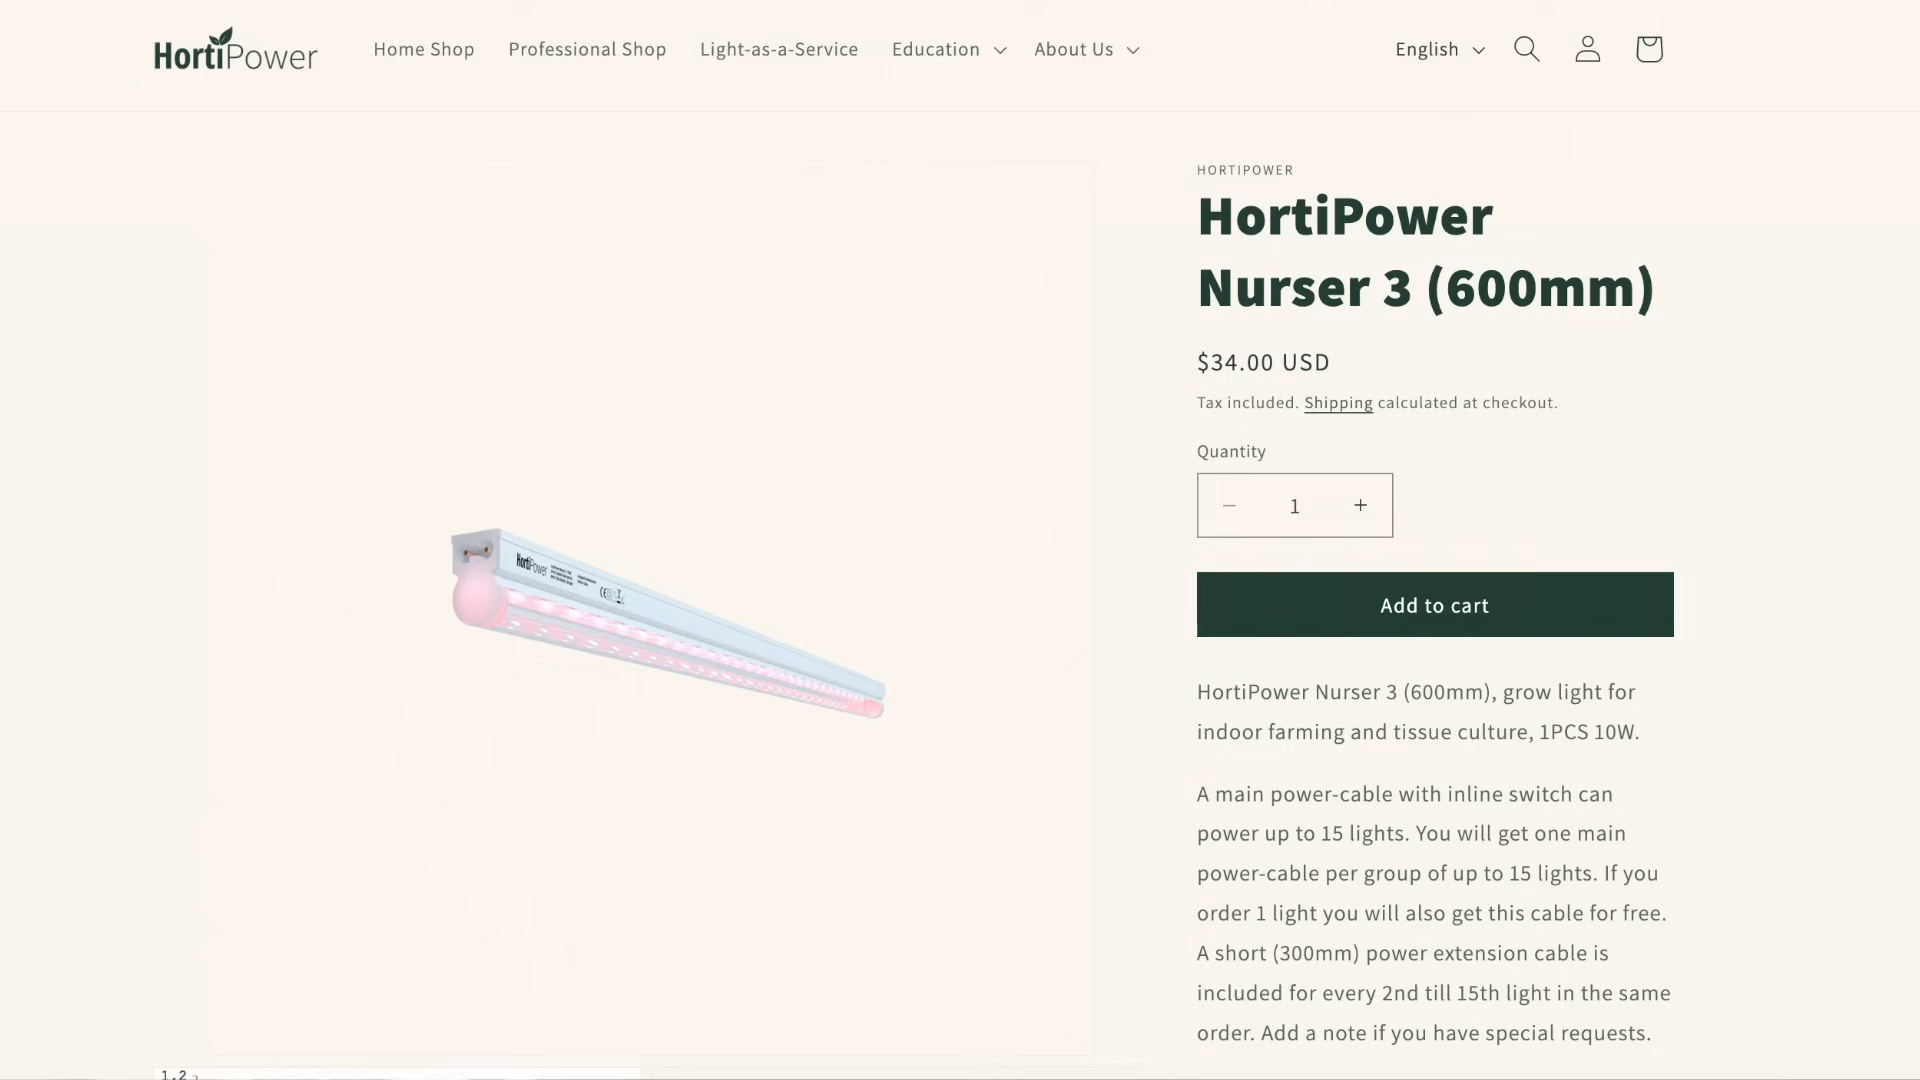 HortiPower
Home Shop
Professional Shop
Light-as-a-Service
Education
About Us
English
HORTIPOWER
HortiPower
Nurser 3 (600mm)
$34.00 USD
Tax included. Shipping calculated at checkout.
Quantity
− 1 +
Add to cart
HortiPower Nurser 3 (600mm), grow light for
indoor farming and tissue culture, 1PCS 10W.
A main power-cable with inline switch can
power up to 15 lights. You will get one main
power-cable per group of up to 15 lights. If you
order 1 light you will also get this cable for free.
A short (300mm) power extension cable is
included for every 2nd till 15th light in the same
order. Add a note if you have special requests.
HortiPower
CE
1.2